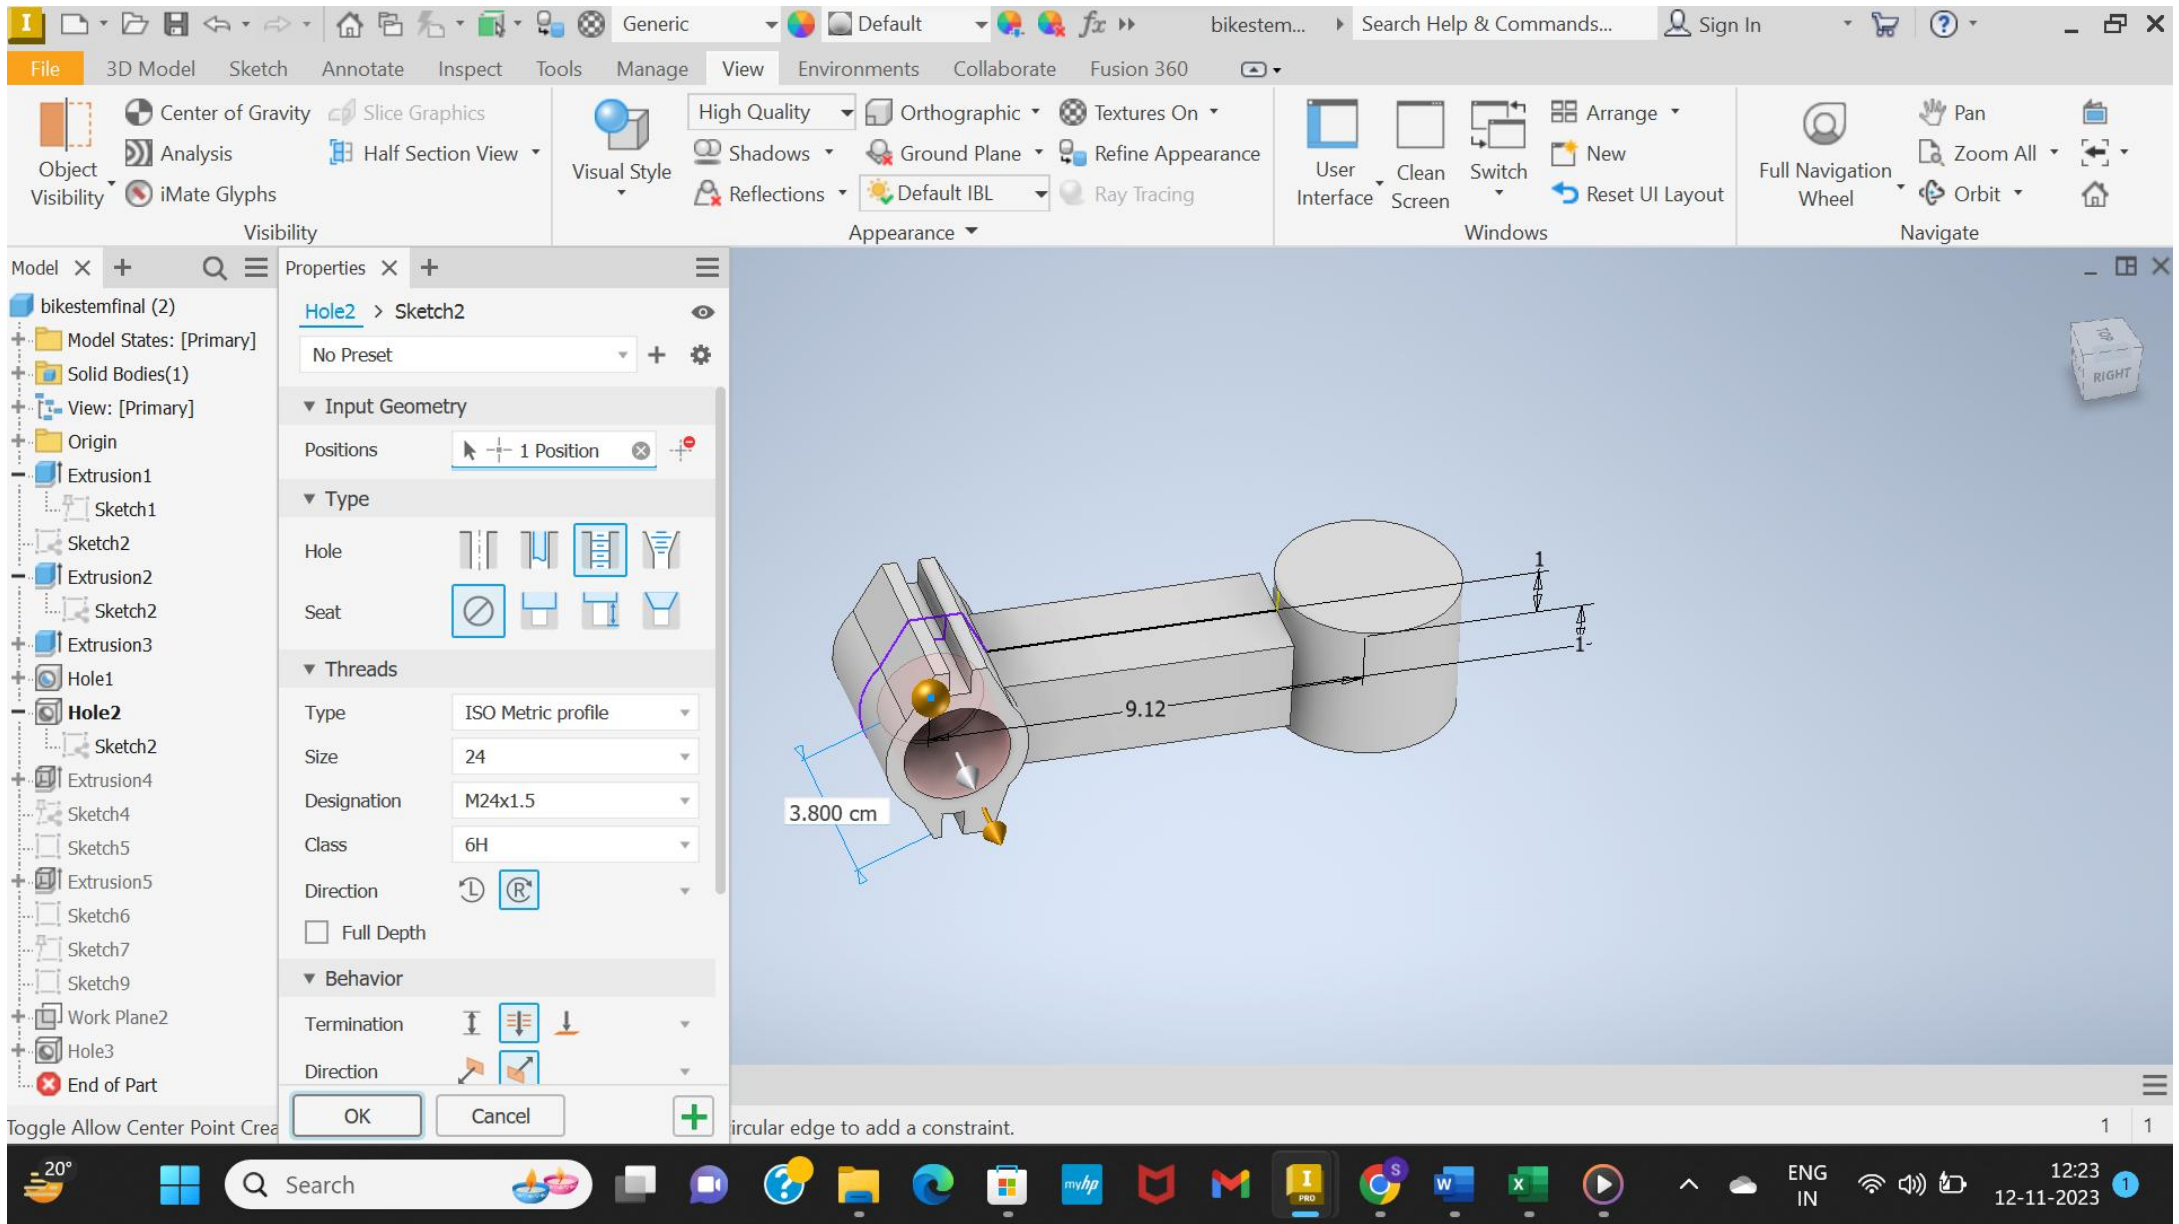 I Generic Default fx bikestem... Search Help & Commands... Sign In ?
File 3D Model Sketch Annotate Inspect Tools Manage View Environments Collaborate Fusion 360
Object Visibility
Center of Gravity
Slice Graphics
Analysis
Half Section View
iMate Glyphs
Visibility
Visual Style
High Quality
Orthographic
Textures On
Shadows
Ground Plane
Refine Appearance
Reflections
Default IBL
Ray Tracing
Appearance
User Interface
Clean Screen
Switch
Arrange
New
Reset UI Layout
Windows
Full Navigation Wheel
Pan
Zoom All
Orbit
Navigate
Model
bikestemfinal (2)
Model States: [Primary]
Solid Bodies(1)
View: [Primary]
Origin
Extrusion1
Sketch1
Sketch2
Extrusion2
Sketch2
Extrusion3
Hole1
Hole2
Sketch2
Extrusion4
Sketch4
Sketch5
Extrusion5
Sketch6
Sketch7
Sketch9
Work Plane2
Hole3
End of Part
Properties
Hole2 > Sketch2
No Preset
Input Geometry
Positions 1 Position
Type
Hole
Seat
Threads
Type ISO Metric profile
Size 24
Designation M24x1.5
Class 6H
Direction L R
Full Depth
Behavior
Termination
Direction
OK Cancel
TOP
RIGHT
1
1
9.12
3.800 cm
Toggle Allow Center Point Crea
ircular edge to add a constraint.
1 1
20°
Search
myhp
I PRO
S
W
X
ENG
IN
12:23
12-11-2023
1